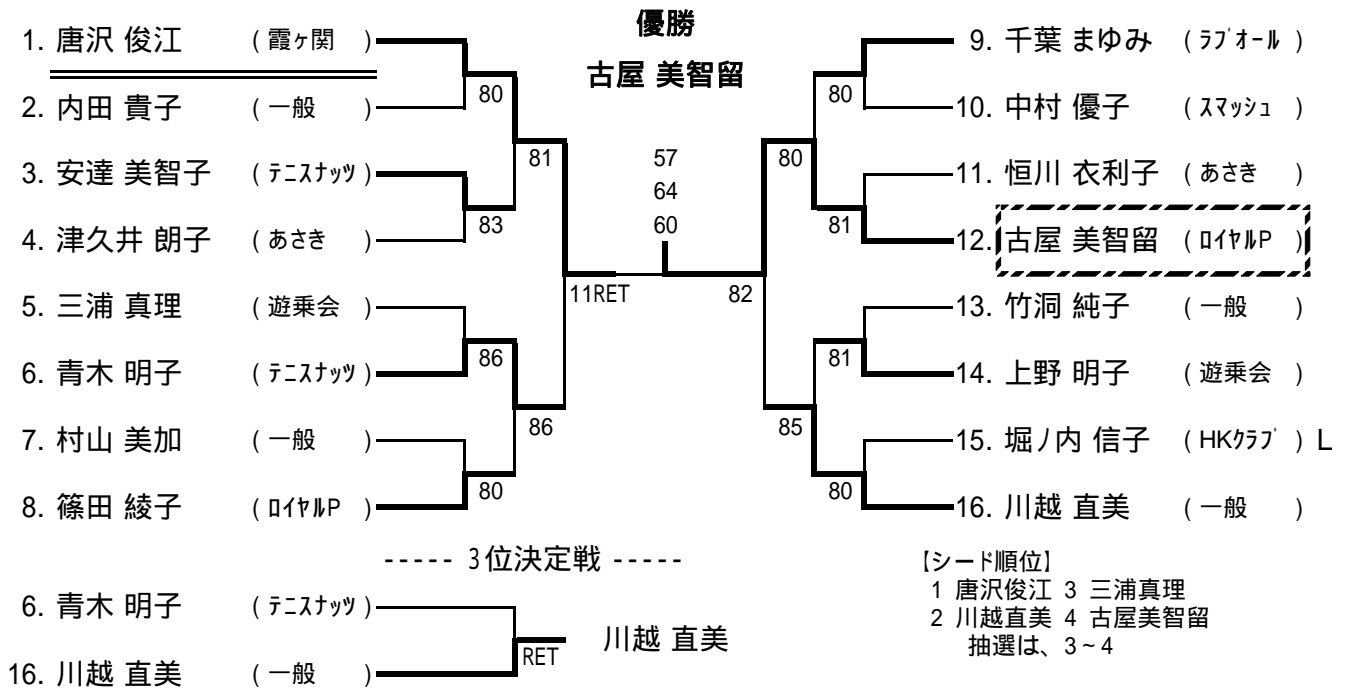 優勝
古屋 美智留
1. 唐沢 俊江 ( 霞ヶ関 )
2. 内田 貴子 ( 一般 )
3. 安達 美智子 ( ﾃﾆｽﾅｯﾂ )
4. 津久井 朗子 ( あさき )
5. 三浦 真理 ( 遊乗会 )
6. 青木 明子 ( ﾃﾆｽﾅｯﾂ )
7. 村山 美加 ( 一般 )
8. 篠田 綾子 ( ﾛｲﾔﾙP )
80
83
86
80
81
86
11RET
57
64
60
82
80
85
80
81
81
80
9. 千葉 まゆみ ( ﾗﾌﾞｵｰﾙ )
10. 中村 優子 ( ｽﾏｯｼｭ )
11. 恒川 衣利子 ( あさき )
12. 古屋 美智留 ( ﾛｲﾔﾙP )
13. 竹洞 純子 ( 一般 )
14. 上野 明子 ( 遊乗会 )
15. 堀ﾉ内 信子 ( HKｸﾗﾌﾞ ) L
16. 川越 直美 ( 一般 )
----- 3位決定戦 -----
6. 青木 明子 ( ﾃﾆｽﾅｯﾂ )
16. 川越 直美 ( 一般 )
RET
川越 直美
【シード順位】
1 唐沢俊江 3 三浦真理
2 川越直美 4 古屋美智留
抽選は、3~4